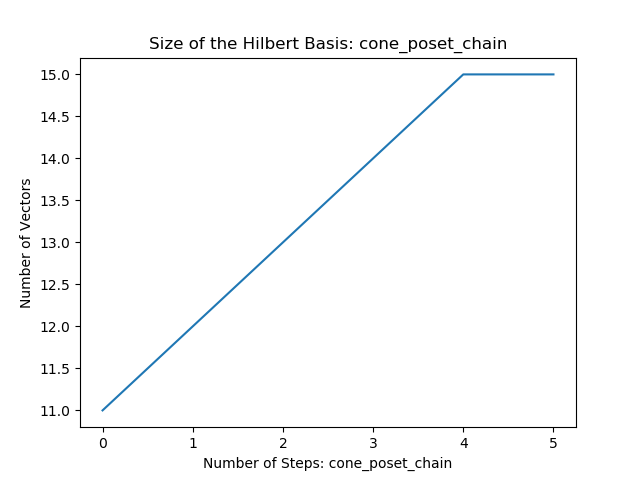 Size of the Hilbert Basis: cone_poset_chain
Number of Vectors
15.0
14.5
14.0
13.5
13.0
12.5
12.0
11.5
11.0
0 1 2 3 4 5
Number of Steps: cone_poset_chain